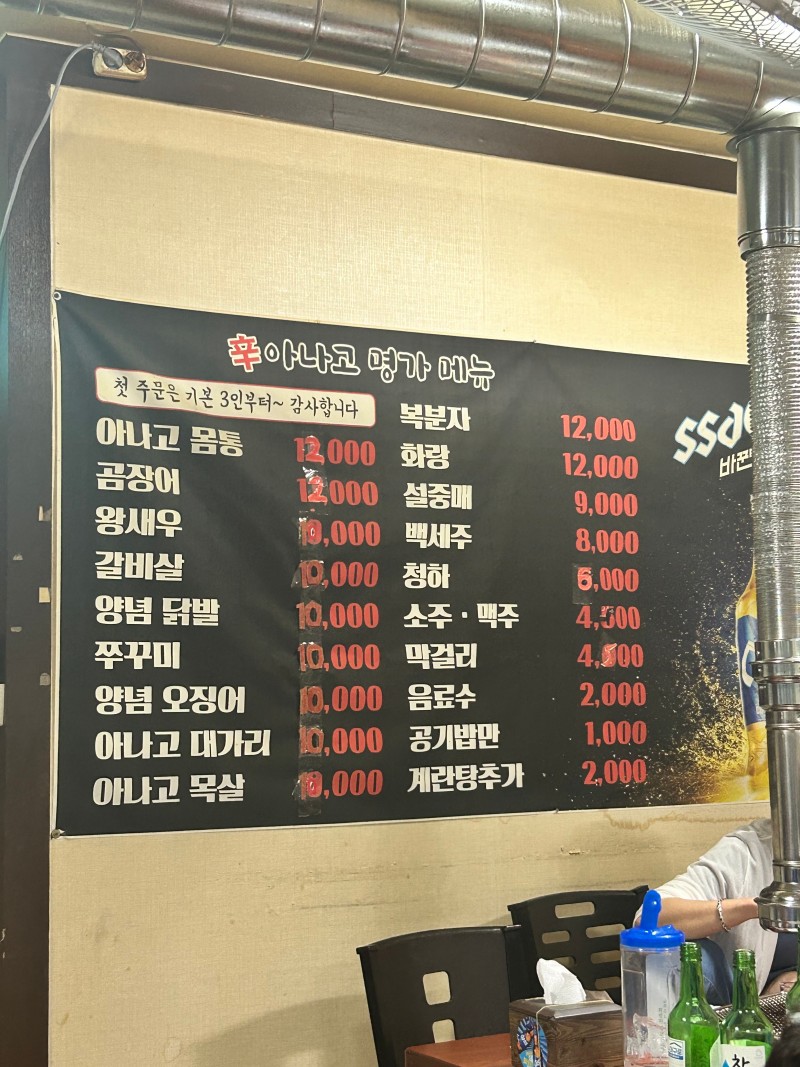 辛아나고 명가 메뉴
첫 주문은 기본 3인부터~ 감사합니다
아나고 몸통 12,000
곰장어 12,000
왕새우 10,000
갈비살 10,000
양념 닭발 10,000
쭈꾸미 10,000
양념 오징어 10,000
아나고 대가리 10,000
아나고 목살 10,000
복분자 12,000
화랑 12,000
설중매 9,000
백세주 8,000
청하 6,000
소주 · 맥주 4,500
막걸리 4,500
음료수 2,000
공기밥만 1,000
계란탕추가 2,000